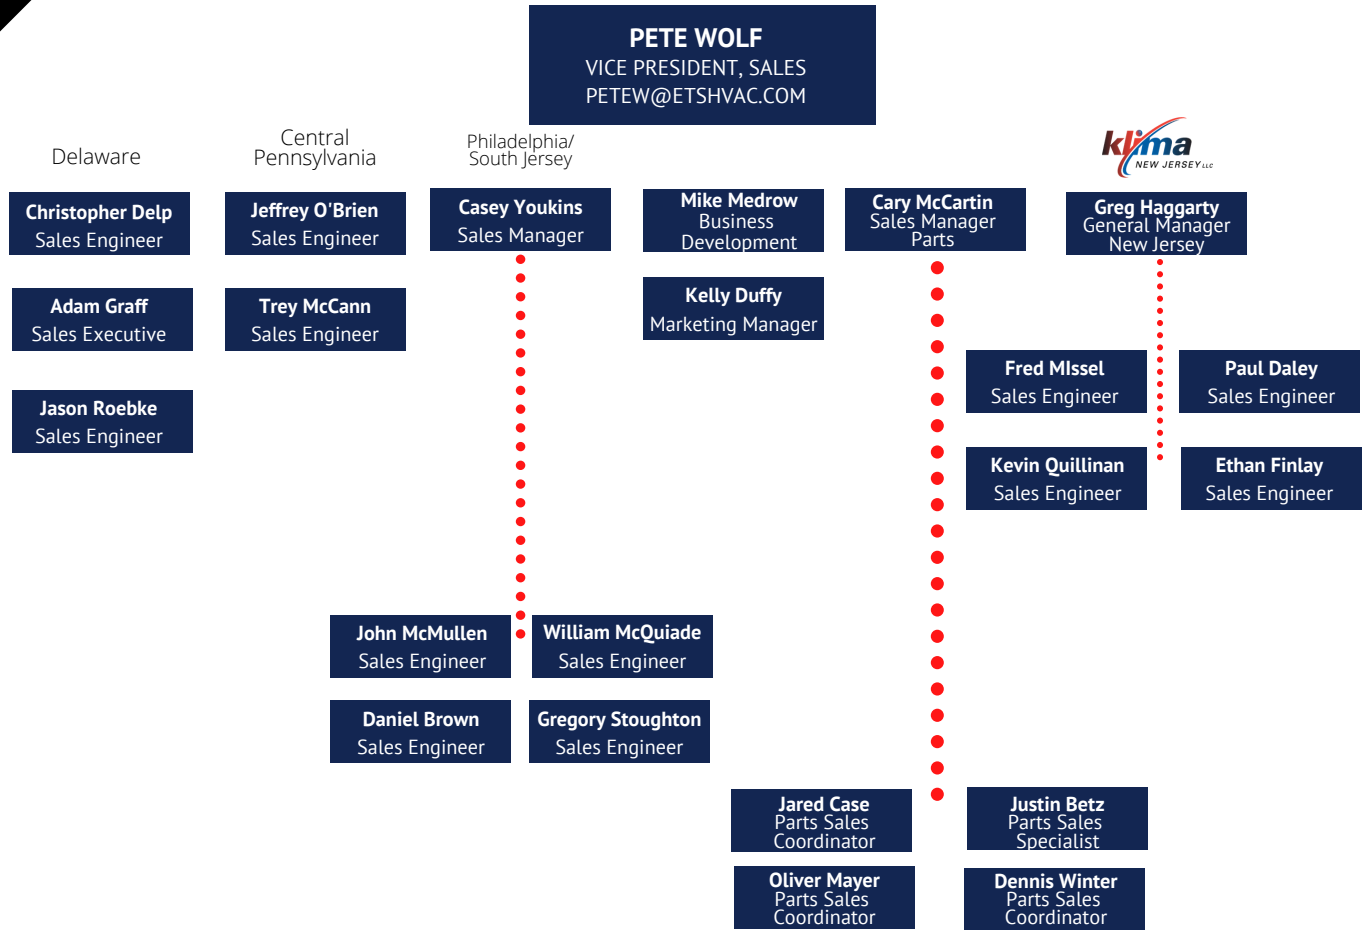 PETE WOLF
VICE PRESIDENT, SALES
PETEW@ETSHVAC.COM
Delaware
Central
Pennsylvania
Philadelphia/
South Jersey
klima
NEW JERSEY LLC
Christopher Delp
Sales Engineer
Jeffrey O'Brien
Sales Engineer
Casey Youkins
Sales Manager
Mike Medrow
Business
Development
Cary McCartin
Sales Manager
Parts
Greg Haggarty
General Manager
New Jersey
Adam Graff
Sales Executive
Trey McCann
Sales Engineer
Kelly Duffy
Marketing Manager
Fred MIssel
Sales Engineer
Paul Daley
Sales Engineer
Jason Roebke
Sales Engineer
Kevin Quillinan
Sales Engineer
Ethan Finlay
Sales Engineer
John McMullen
Sales Engineer
William McQuiade
Sales Engineer
Daniel Brown
Sales Engineer
Gregory Stoughton
Sales Engineer
Jared Case
Parts Sales
Coordinator
Justin Betz
Parts Sales
Specialist
Oliver Mayer
Parts Sales
Coordinator
Dennis Winter
Parts Sales
Coordinator